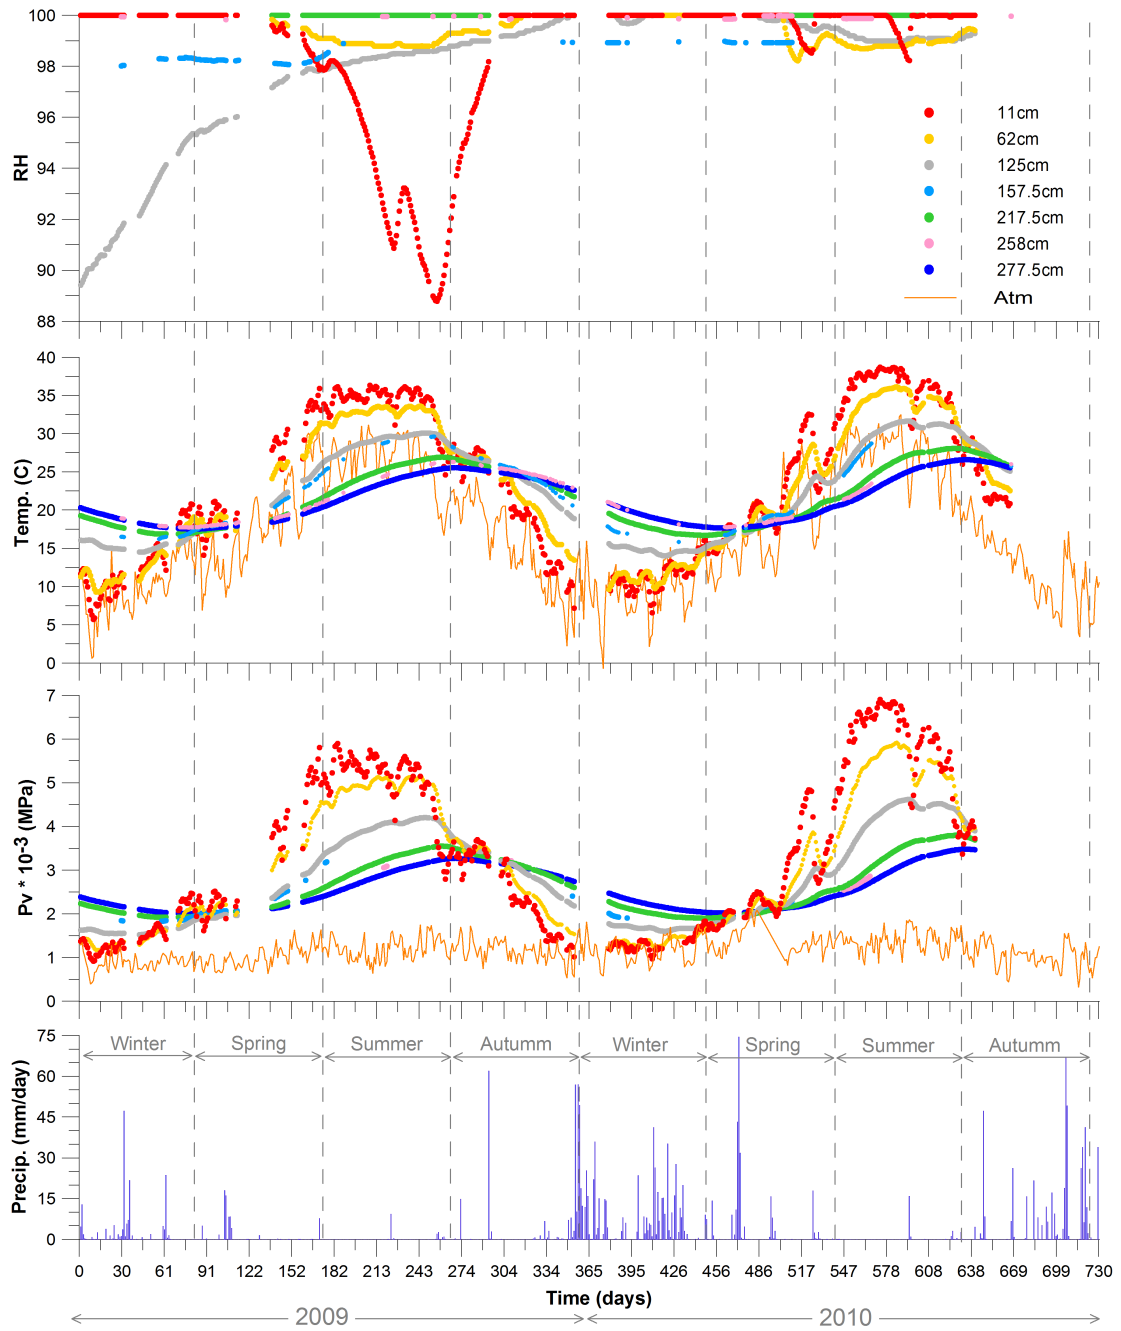 100
98
96
94
92
90
88
RH
11cm
62cm
125cm
157.5cm
217.5cm
258cm
277.5cm
Atm
40
35
30
25
20
15
10
5
0
Temp. (C)
7
6
5
4
3
2
1
0
Pv * 10-3 (MPa)
75
60
45
30
15
0
Precip. (mm/day)
Winter Spring Summer Autumm Winter Spring Summer Autumm
0 30 61 91 122 152 182 213 243 274 304 334 365 395 426 456 486 517 547 578 608 638 669 699 730
Time (days)
2009 2010